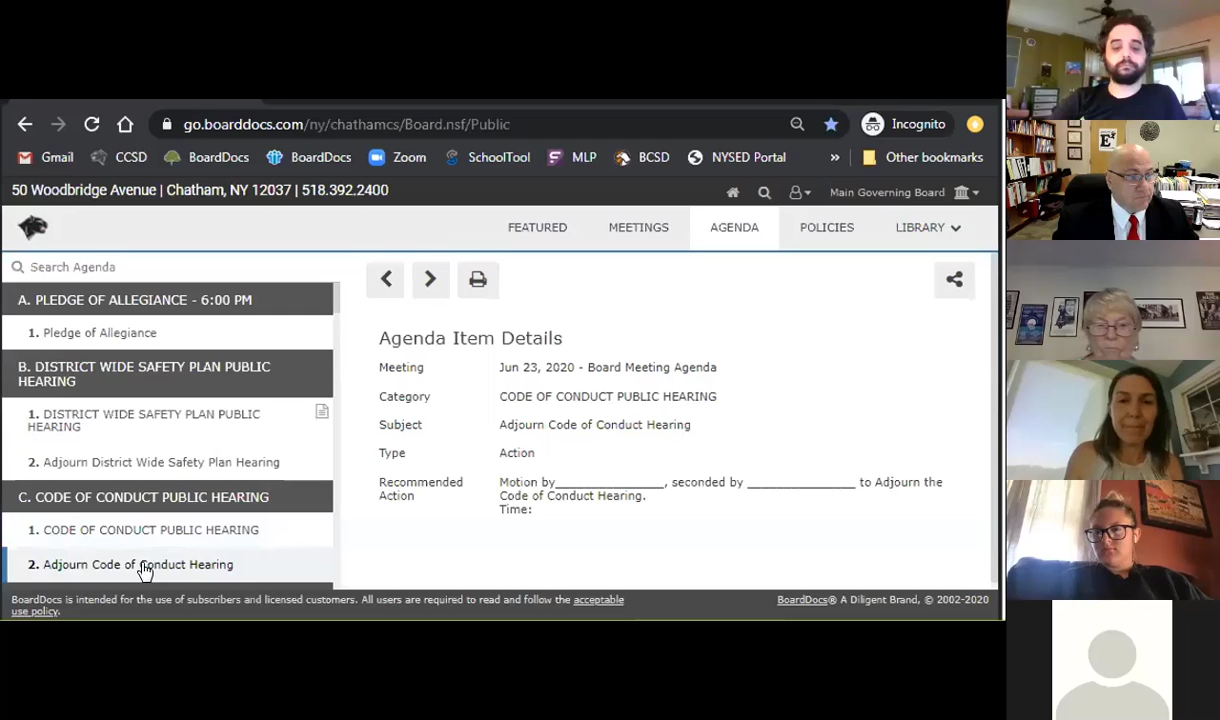 go.boarddocs.com/ny/chathamcs/Board.nsf/Public
Incognito
Gmail
CCSD
BoardDocs
BoardDocs
Zoom
SchoolTool
MLP
BCSD
NYSED Portal
»
Other bookmarks
50 Woodbridge Avenue | Chatham, NY 12037 | 518.392.2400
Main Governing Board
FEATURED
MEETINGS
AGENDA
POLICIES
LIBRARY
Search Agenda
A. PLEDGE OF ALLEGIANCE - 6:00 PM
1. Pledge of Allegiance
B. DISTRICT WIDE SAFETY PLAN PUBLIC
HEARING
1. DISTRICT WIDE SAFETY PLAN PUBLIC
HEARING
2. Adjourn District Wide Safety Plan Hearing
C. CODE OF CONDUCT PUBLIC HEARING
1. CODE OF CONDUCT PUBLIC HEARING
2. Adjourn Code of Conduct Hearing
Agenda Item Details
Meeting
Jun 23, 2020 - Board Meeting Agenda
Category
CODE OF CONDUCT PUBLIC HEARING
Subject
Adjourn Code of Conduct Hearing
Type
Action
Recommended
Action
Motion by________________, seconded by ________________ to Adjourn the
Code of Conduct Hearing.
Time:
BoardDocs is intended for the use of subscribers and licensed customers. All users are required to read and follow the acceptable
use policy.
BoardDocs® A Diligent Brand, © 2002-2020